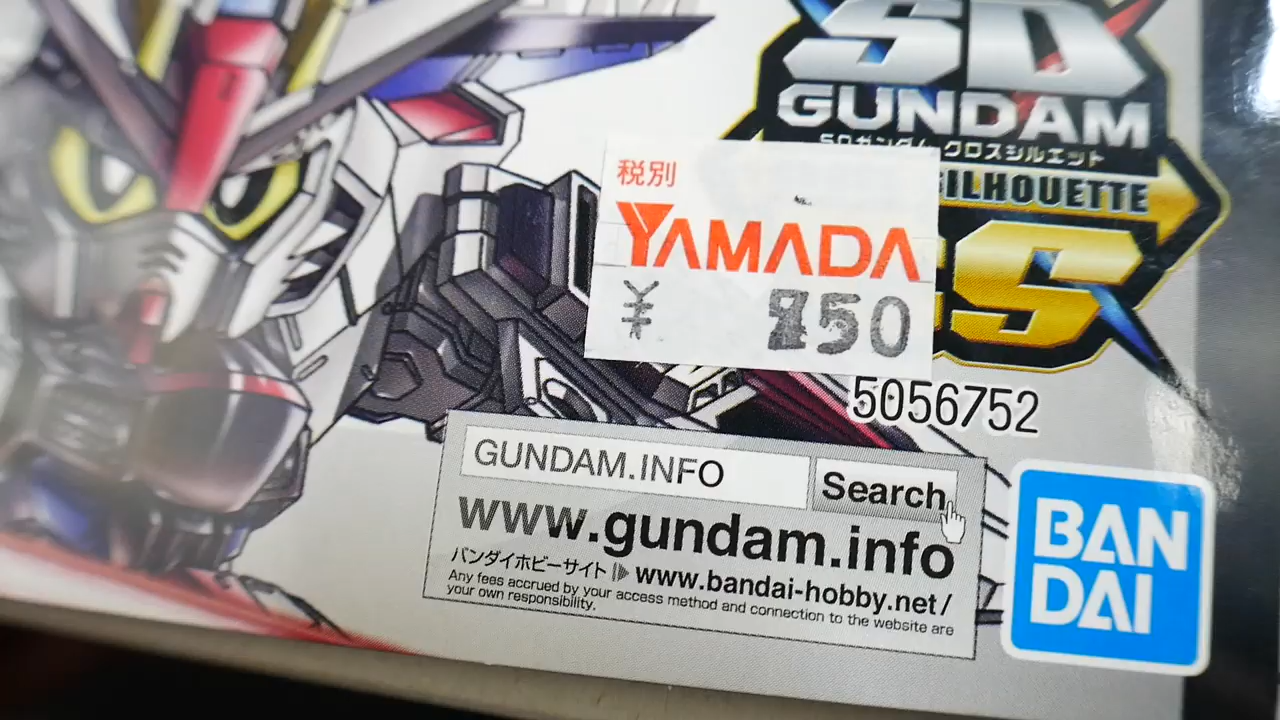 SD
GUNDAM
SDガンダム クロスシルエット
SILHOUETTE
S
税別
YAMADA
¥ 50
5056752
GUNDAM.INFO Search
www.gundam.info
バンダイホビーサイト www.bandai-hobby.net/
Any fees accrued by your access method and connection to the website are
your own responsibility.
BAN
DAI